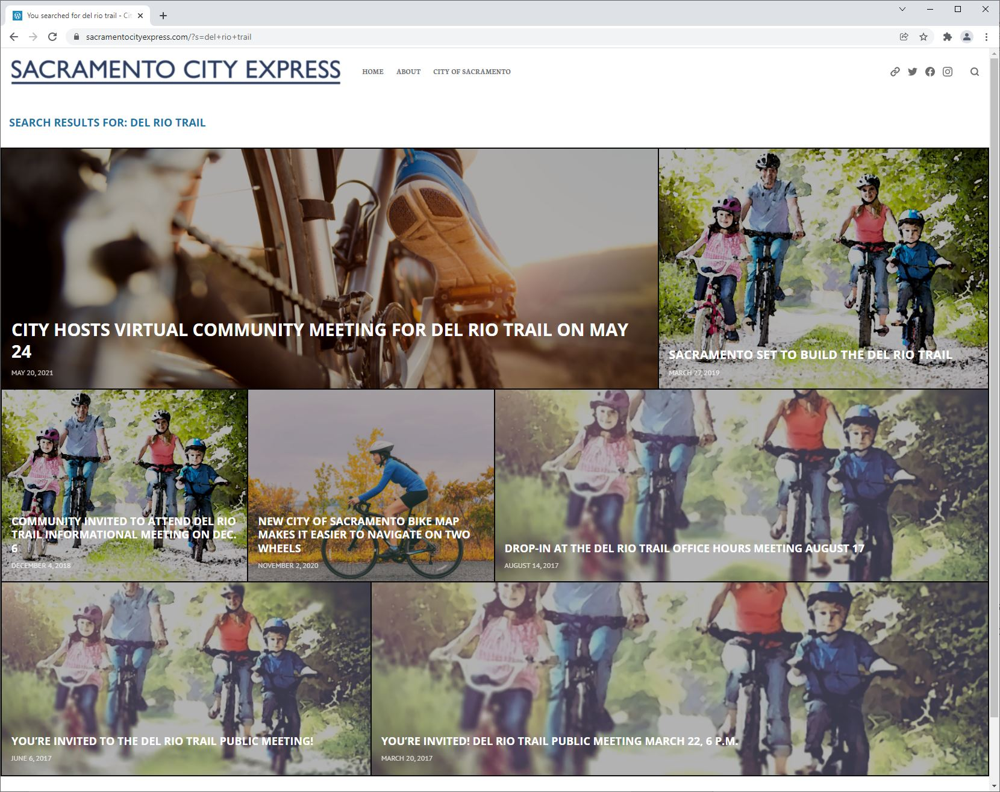 You searched for del rio trail - Cit
sacramentocityexpress.com/?s=del+rio+trail
SACRAMENTO CITY EXPRESS
HOME ABOUT CITY OF SACRAMENTO
SEARCH RESULTS FOR: DEL RIO TRAIL
CITY HOSTS VIRTUAL COMMUNITY MEETING FOR DEL RIO TRAIL ON MAY
24
MAY 20, 2021
SACRAMENTO SET TO BUILD THE DEL RIO TRAIL
MARCH 27, 2019
COMMUNITY INVITED TO ATTEND DEL RIO
TRAIL INFORMATIONAL MEETING ON DEC.
6
DECEMBER 4, 2018
NEW CITY OF SACRAMENTO BIKE MAP
MAKES IT EASIER TO NAVIGATE ON TWO
WHEELS
NOVEMBER 2, 2020
DROP-IN AT THE DEL RIO TRAIL OFFICE HOURS MEETING AUGUST 17
AUGUST 14, 2017
YOU’RE INVITED TO THE DEL RIO TRAIL PUBLIC MEETING!
JUNE 6, 2017
YOU’RE INVITED! DEL RIO TRAIL PUBLIC MEETING MARCH 22, 6 P.M.
MARCH 20, 2017